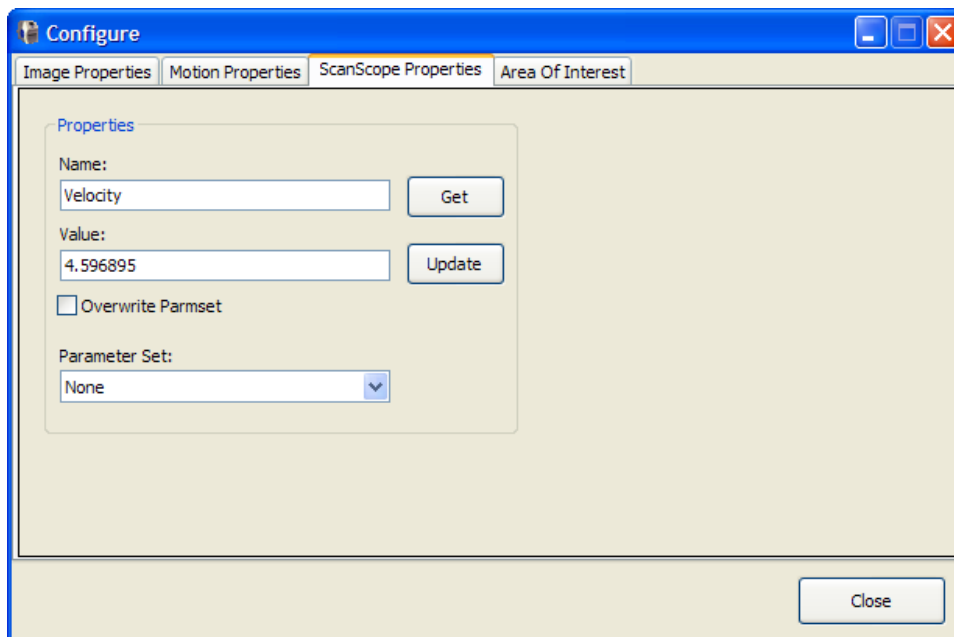 Configure
Image Properties Motion Properties ScanScope Properties Area Of Interest
Properties
Name:
Velocity
Get
Value:
4.596895
Update
Overwrite Parmset
Parameter Set:
None
Close